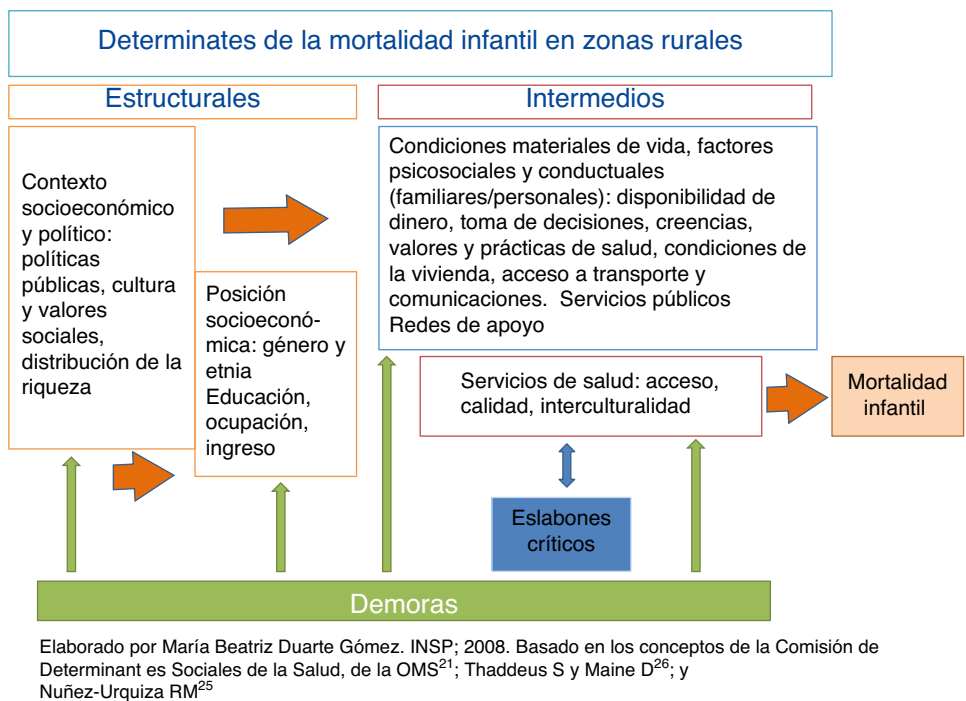 Determinates de la mortalidad infantil en zonas rurales
Estructurales
Intermedios
Contexto
socioeconómico
y político:
políticas
públicas, cultura
y valores
sociales,
distribución de la
riqueza
Posición
socioeconó-
mica: género y
etnia
Educación,
ocupación,
ingreso
Condiciones materiales de vida, factores
psicosociales y conductuales
(familiares/personales): disponibilidad de
dinero, toma de decisiones, creencias,
valores y prácticas de salud, condiciones de
la vivienda, acceso a transporte y
comunicaciones. Servicios públicos
Redes de apoyo
Servicios de salud: acceso,
calidad, interculturalidad
Mortalidad
infantil
Eslabones
críticos
Demoras
Elaborado por María Beatriz Duarte Gómez. INSP; 2008. Basado en los conceptos de la Comisión de
Determinant es Sociales de la Salud, de la OMS21; Thaddeus S y Maine D26; y
Nuñez-Urquiza RM25